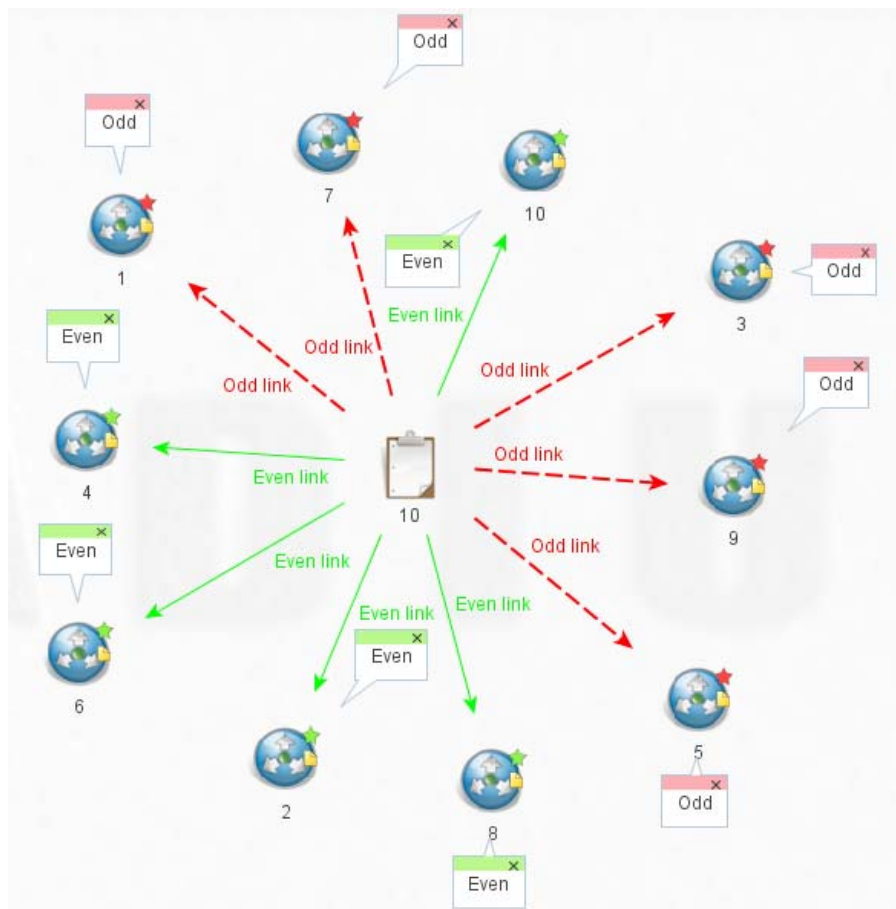 Odd
Odd
7
10
1
Even
Odd
3
Even link
Even
Odd link
Odd link
Odd link
Odd
4
Even link
Odd link
10
9
Even
Even link
Odd link
Even link
Even link
Even
6
2
8
5
Odd
Even